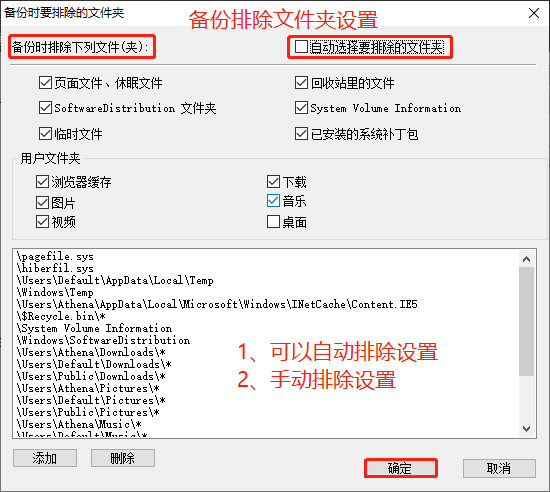 备份时要排除的文件夹
备份排除文件夹设置
备份时排除下列文件(夹):
自动选择要排除的文件夹
页面文件、休眠文件
回收站里的文件
SoftwareDistribution 文件夹
System Volume Information
临时文件
已安装的系统补丁包
用户文件夹
浏览器缓存
下载
图片
音乐
视频
桌面
\pagefile.sys
\hiberfil.sys
\Users\Default\AppData\Local\Temp
\Windows\Temp
\Users\Athena\AppData\Local\Microsoft\Windows\INetCache\Content.IE5
\$Recycle.bin\*
\System Volume Information
\Windows\SoftwareDistribution
\Users\Athena\Downloads\*
\Users\Default\Downloads\*
\Users\Public\Downloads\*
\Users\Athena\Pictures\*
\Users\Default\Pictures\*
\Users\Public\Pictures\*
\Users\Athena\Music\*
\Users\Default\Music\*
1、可以自动排除设置
2、手动排除设置
添加
删除
确定
取消